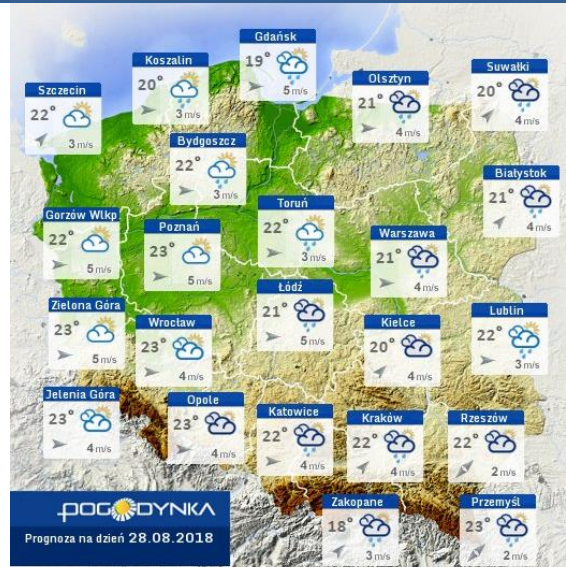 Gdańsk
19°
5 m/s
Koszalin
20°
3 m/s
Szczecin
22°
3 m/s
Olsztyn
21°
4 m/s
Suwałki
20°
4 m/s
Bydgoszcz
22°
3 m/s
Białystok
21°
4 m/s
Gorzów Wlkp.
22°
5 m/s
Poznań
23°
5 m/s
Toruń
22°
3 m/s
Warszawa
21°
4 m/s
Zielona Góra
23°
5 m/s
Wrocław
23°
4 m/s
Łódź
21°
5 m/s
Kielce
20°
4 m/s
Lublin
22°
3 m/s
Jelenia Góra
23°
4 m/s
Opole
23°
4 m/s
Katowice
22°
4 m/s
Kraków
22°
4 m/s
Rzeszów
22°
2 m/s
Zakopane
18°
3 m/s
Przemyśl
23°
2 m/s
POGODYNKA
Prognoza na dzień 28.08.2018